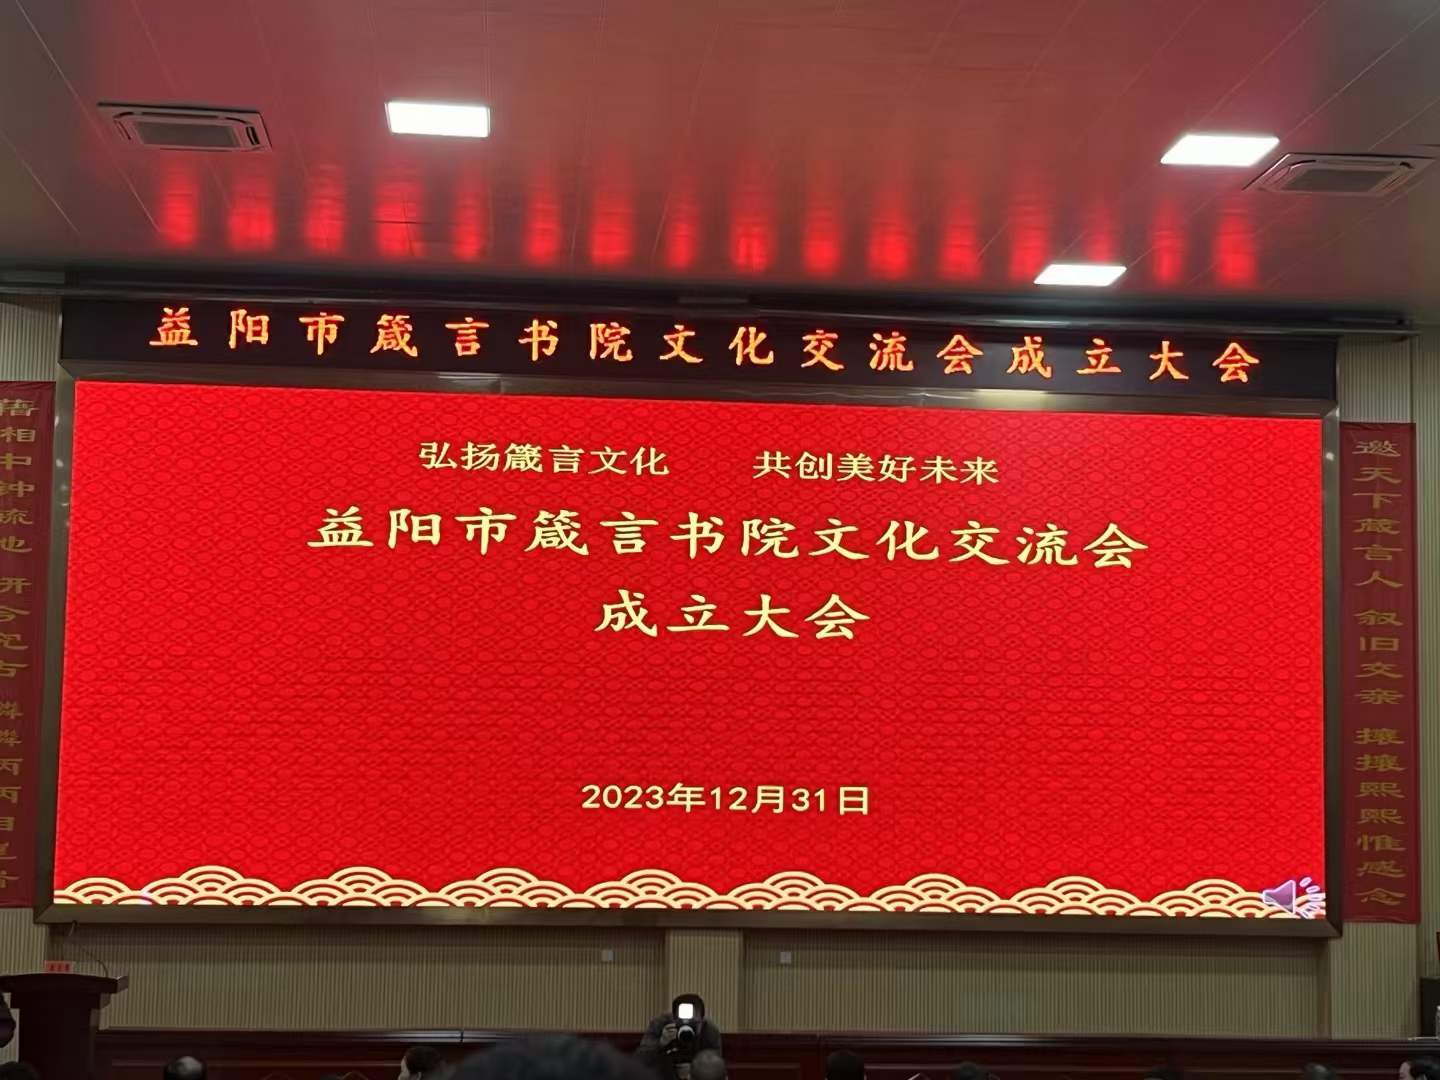 益阳市箴言书院文化交流会成立大会
弘扬箴言文化 共创美好未来
益阳市箴言书院文化交流会
成立大会
2023年12月31日
邀天下箴言人 叙旧交亲 攘攘熙熙惟感念